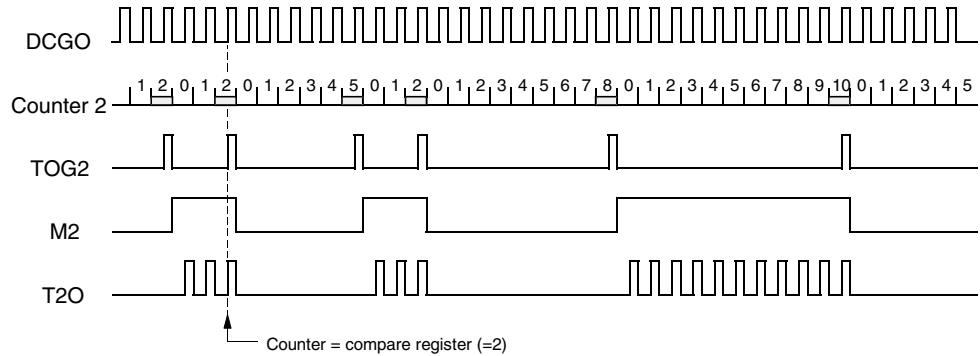 DCGO
1 2 0 1 2 0 1 2 3 4 5 0 1 2 0 1 2 3 4 5 6 7 8 0 1 2 3 4 5 6 7 8 9 10 0 1 2 3 4 5
Counter 2
TOG2
M2
T2O
Counter = compare register (=2)